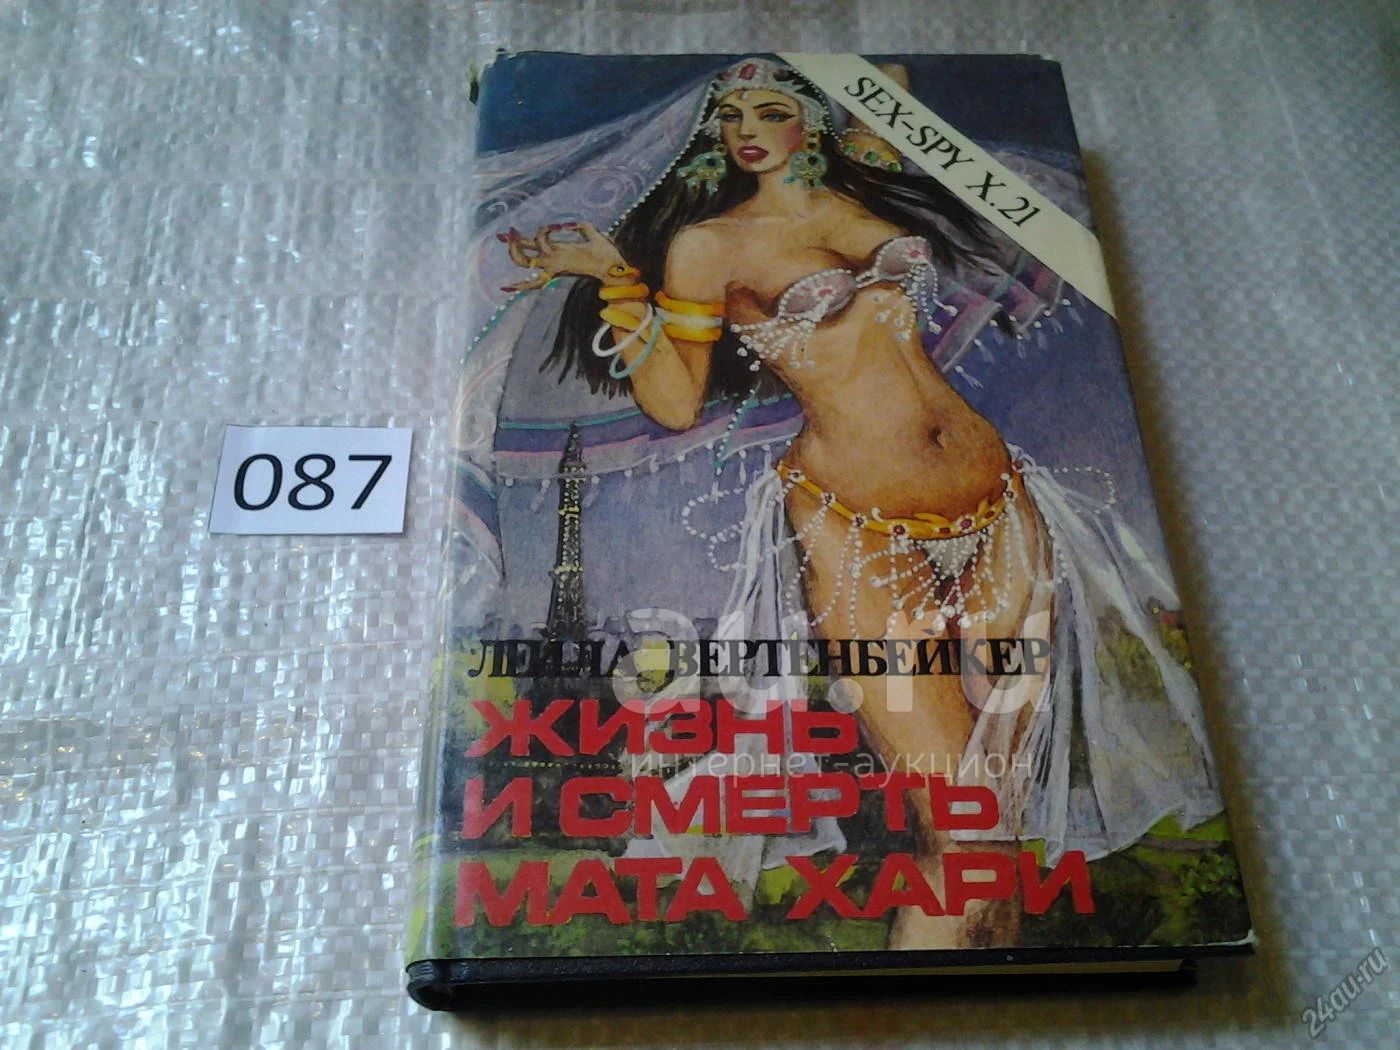 SEX-SPY X.21
087
ЛЕЙЛА ВЕРТЕНБЕЙКЕР
au.ru
ЖИЗНЬ
интернет-аукцион
И СМЕРТЬ
МАТА ХАРИ
24au.ru